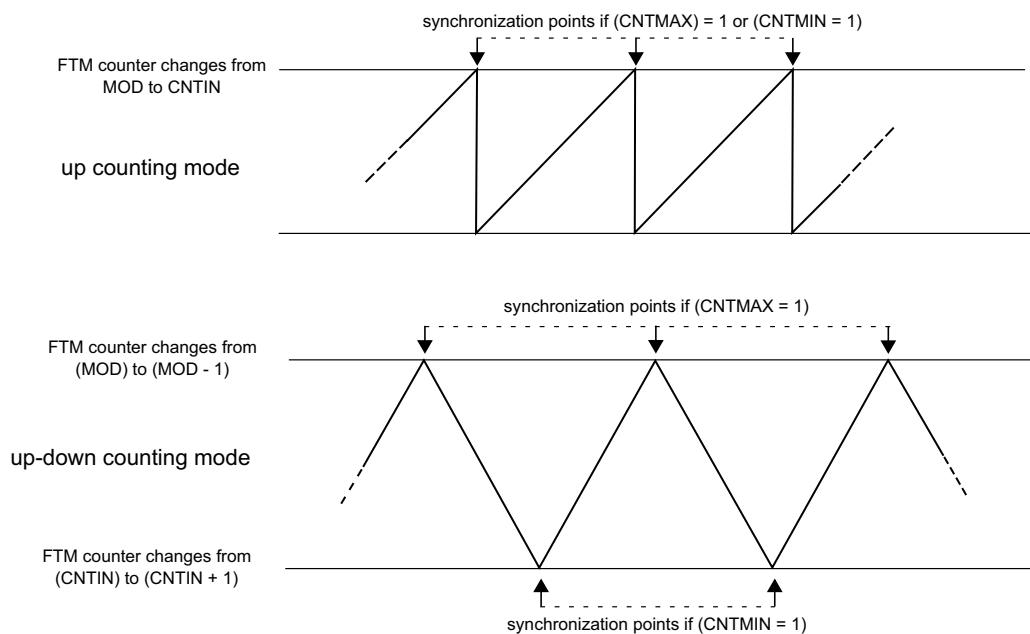 synchronization points if (CNTMAX) = 1 or (CNTMIN = 1)
FTM counter changes from
MOD to CNTIN
up counting mode
synchronization points if (CNTMAX = 1)
FTM counter changes from
(MOD) to (MOD - 1)
up-down counting mode
FTM counter changes from
(CNTIN) to (CNTIN + 1)
synchronization points if (CNTMIN = 1)